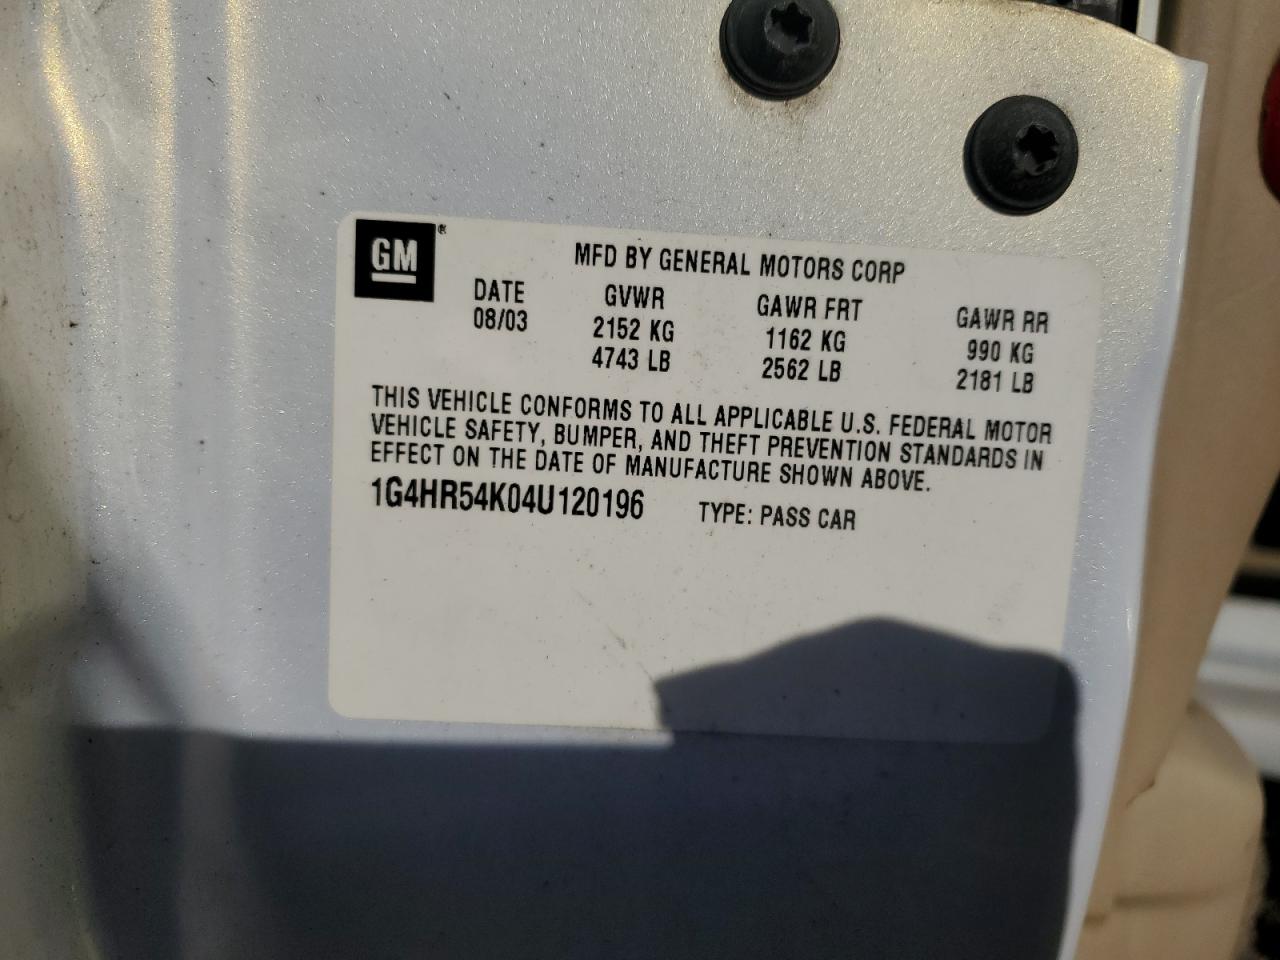 GM®
MFD BY GENERAL MOTORS CORP
DATE GVWR GAWR FRT GAWR RR
08/03 2152 KG 1162 KG 990 KG
4743 LB 2562 LB 2181 LB
THIS VEHICLE CONFORMS TO ALL APPLICABLE U.S. FEDERAL MOTOR
VEHICLE SAFETY, BUMPER, AND THEFT PREVENTION STANDARDS IN
EFFECT ON THE DATE OF MANUFACTURE SHOWN ABOVE.
1G4HR54K04U120196 TYPE: PASS CAR